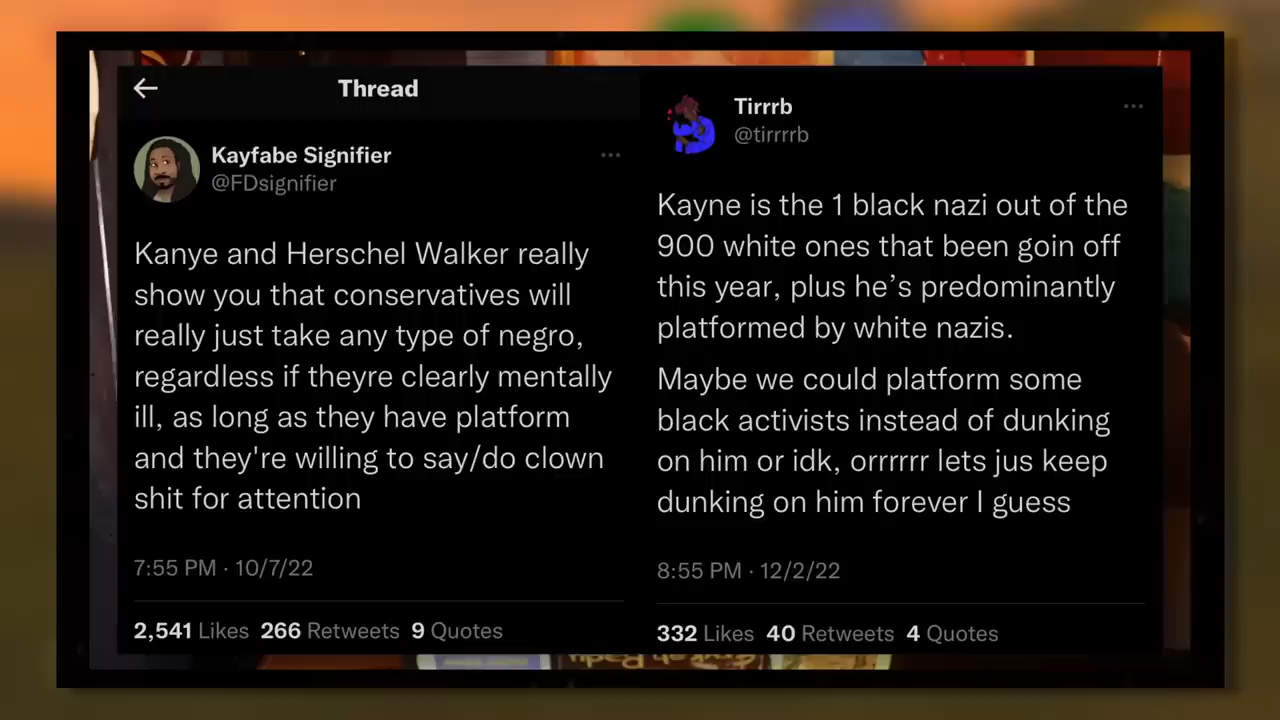 Thread
Kayfabe Signifier
@FDsignifier
Kanye and Herschel Walker really
show you that conservatives will
really just take any type of negro,
regardless if theyre clearly mentally
ill, as long as they have platform
and they're willing to say/do clown
shit for attention
7:55 PM · 10/7/22
2,541 Likes 266 Retweets 9 Quotes
Tirrrb
@tirrrrb
Kayne is the 1 black nazi out of the
900 white ones that been goin off
this year, plus he's predominantly
platformed by white nazis.
Maybe we could platform some
black activists instead of dunking
on him or idk, orrrrrr lets jus keep
dunking on him forever I guess
8:55 PM · 12/2/22
332 Likes 40 Retweets 4 Quotes